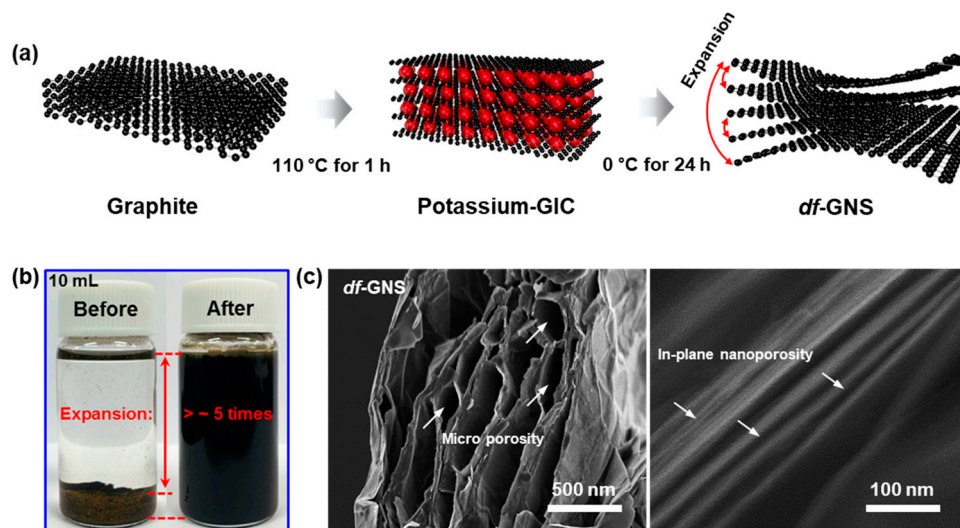 (a)
Expansion
110 °C for 1 h
0 °C for 24 h
Graphite
Potassium-GIC
df-GNS
(b)
10 mL
Before
After
Expansion:
> ~ 5 times
(c)
df-GNS
Micro porosity
500 nm
In-plane nanoporosity
100 nm